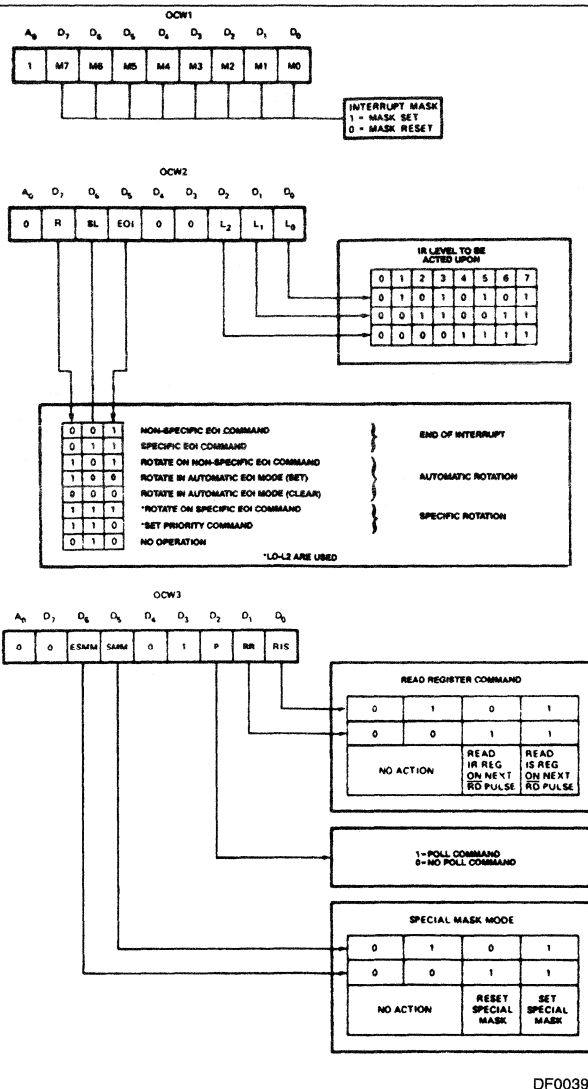 OCW1
A₀ D₇ D₆ D₅ D₄ D₃ D₂ D₁ D₀
1 M7 M6 M5 M4 M3 M2 M1 M0
INTERRUPT MASK
1 = MASK SET
0 = MASK RESET
OCW2
A₀ D₇ D₆ D₅ D₄ D₃ D₂ D₁ D₀
0 R SL EOI 0 0 L₂ L₁ L₀
IR LEVEL TO BE
ACTED UPON
0 1 2 3 4 5 6 7
0 1 0 1 0 1 0 1
0 0 1 1 0 0 1 1
0 0 0 0 1 1 1 1
0 0 1 NON-SPECIFIC EOI COMMAND
0 1 1 SPECIFIC EOI COMMAND
END OF INTERRUPT
1 0 1 ROTATE ON NON-SPECIFIC EOI COMMAND
1 0 0 ROTATE IN AUTOMATIC EOI MODE (SET)
0 0 0 ROTATE IN AUTOMATIC EOI MODE (CLEAR)
AUTOMATIC ROTATION
1 1 1 *ROTATE ON SPECIFIC EOI COMMAND
1 1 0 *SET PRIORITY COMMAND
SPECIFIC ROTATION
0 1 0 NO OPERATION
*L0-L2 ARE USED
OCW3
A₀ D₇ D₆ D₅ D₄ D₃ D₂ D₁ D₀
0 0 ESMM SMM 0 1 P RR RIS
READ REGISTER COMMAND
0 1 0 1
0 0 1 1
NO ACTION
READ
IR REG
ON NEXT
RD PULSE
READ
IS REG
ON NEXT
RD PULSE
1=POLL COMMAND
0=NO POLL COMMAND
SPECIAL MASK MODE
0 1 0 1
0 0 1 1
NO ACTION
RESET
SPECIAL
MASK
SET
SPECIAL
MASK
DF0039